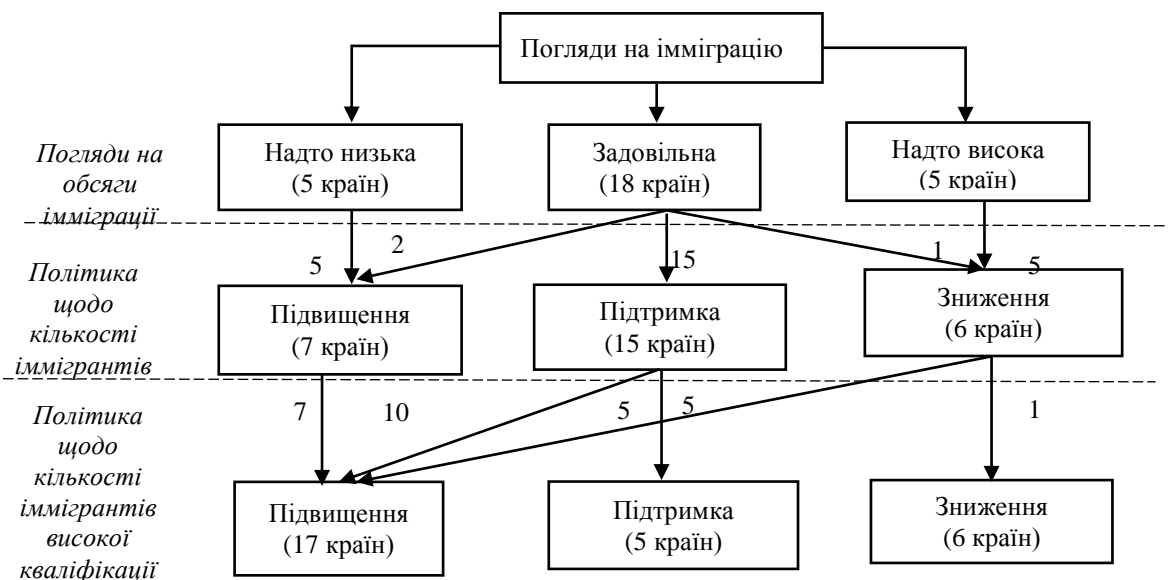 Погляди на імміграцію
Погляди на
обсяги
імміграції
Надто низька
(5 країн)
Задовільна
(18 країн)
Надто висока
(5 країн)
2
5
15
1
5
Політика
щодо
кількості
іммігрантів
Підвищення
(7 країн)
Підтримка
(15 країн)
Зниження
(6 країн)
7
10
5
5
1
Політика
щодо
кількості
іммігрантів
високої
кваліфікації
Підвищення
(17 країн)
Підтримка
(5 країн)
Зниження
(6 країн)